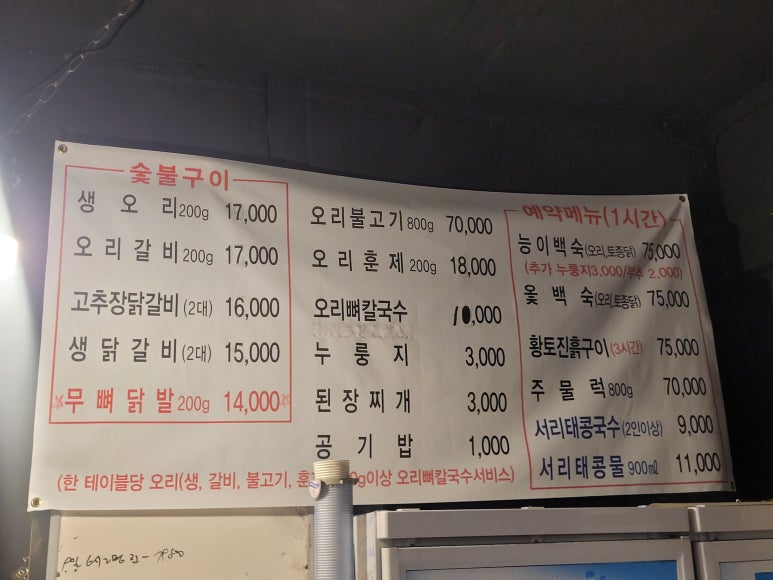 숯불구이
생 오 리 200g 17,000
오 리 갈 비 200g 17,000
고추장닭갈비 (2대) 16,000
생 닭 갈 비 (2대) 15,000
무 뼈 닭 발 200g 14,000
오리불고기 800g 70,000
오 리 훈 제 200g 18,000
오리뼈칼국수 10,000
누 룽 지 3,000
된 장 찌 개 3,000
공 기 밥 1,000
예약메뉴(1시간)
능이백숙(오리,토종닭) 75,000
(추가 누룽지3,000/부추 2,000)
옻 백 숙(오리,토종닭) 75,000
황토진흙구이 (3시간) 75,000
주 물 럭 800g 70,000
서리태콩국수 (2인이상) 9,000
서리태콩물 900㎖ 11,000
(한 테이블당 오리(생, 갈비, 불고기, 이상 오리뼈칼국수서비스)